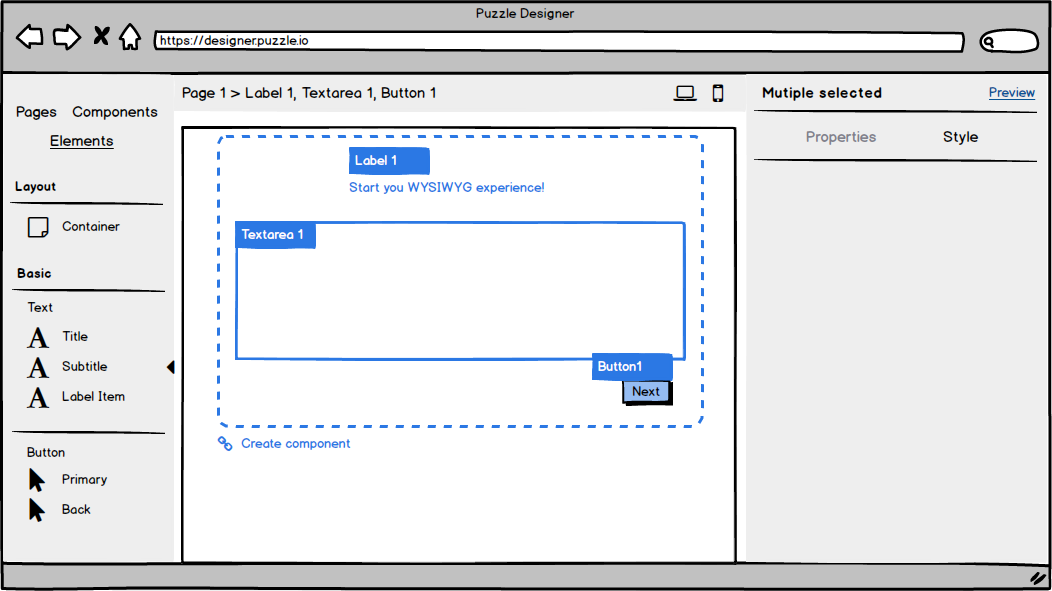 Puzzle Designer
https://designer.puzzle.io
Pages Components
Elements
Layout
Container
Basic
Text
A Title
A Subtitle
A Label Item
Button
Primary
Back
Page 1 > Label 1, Textarea 1, Button 1
Label 1
Start you WYSIWYG experience!
Textarea 1
Button1
Next
Create component
Mutiple selected Preview
Properties Style